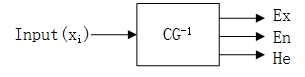 Input(xᵢ)
CG⁻¹
Ex
En
He